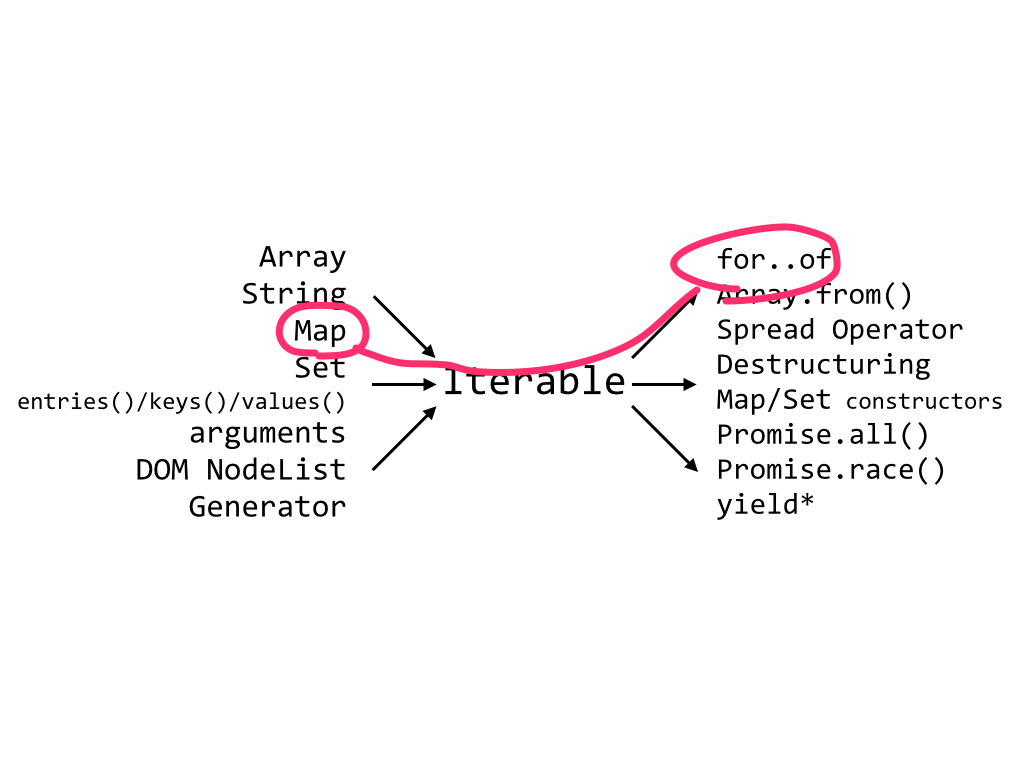 Array
String
Map
Set
entries()/keys()/values()
arguments
DOM NodeList
Generator
Iterable
for..of
Array.from()
Spread Operator
Destructuring
Map/Set constructors
Promise.all()
Promise.race()
yield*